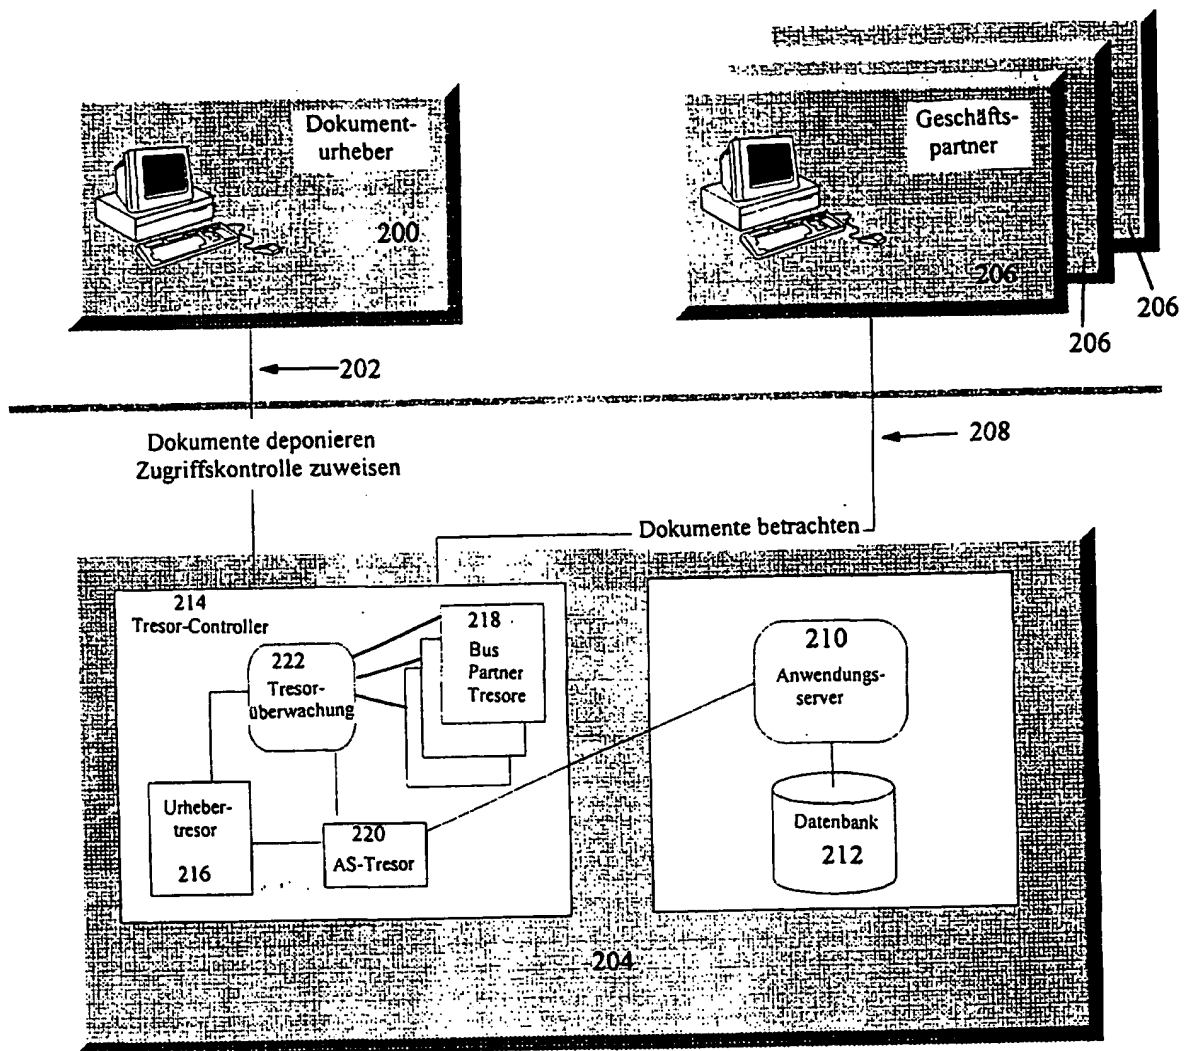 Dokument-
urheber
200
Geschäfts-
partner
206
206
206
202
208
Dokumente deponieren
Zugriffskontrolle zuweisen
Dokumente betrachten
214
Tresor-Controller
222
Tresor-
überwachung
218
Bus
Partner
Tresore
210
Anwendungs-
server
Urheber-
tresor
216
220
AS-Tresor
Datenbank
212
204